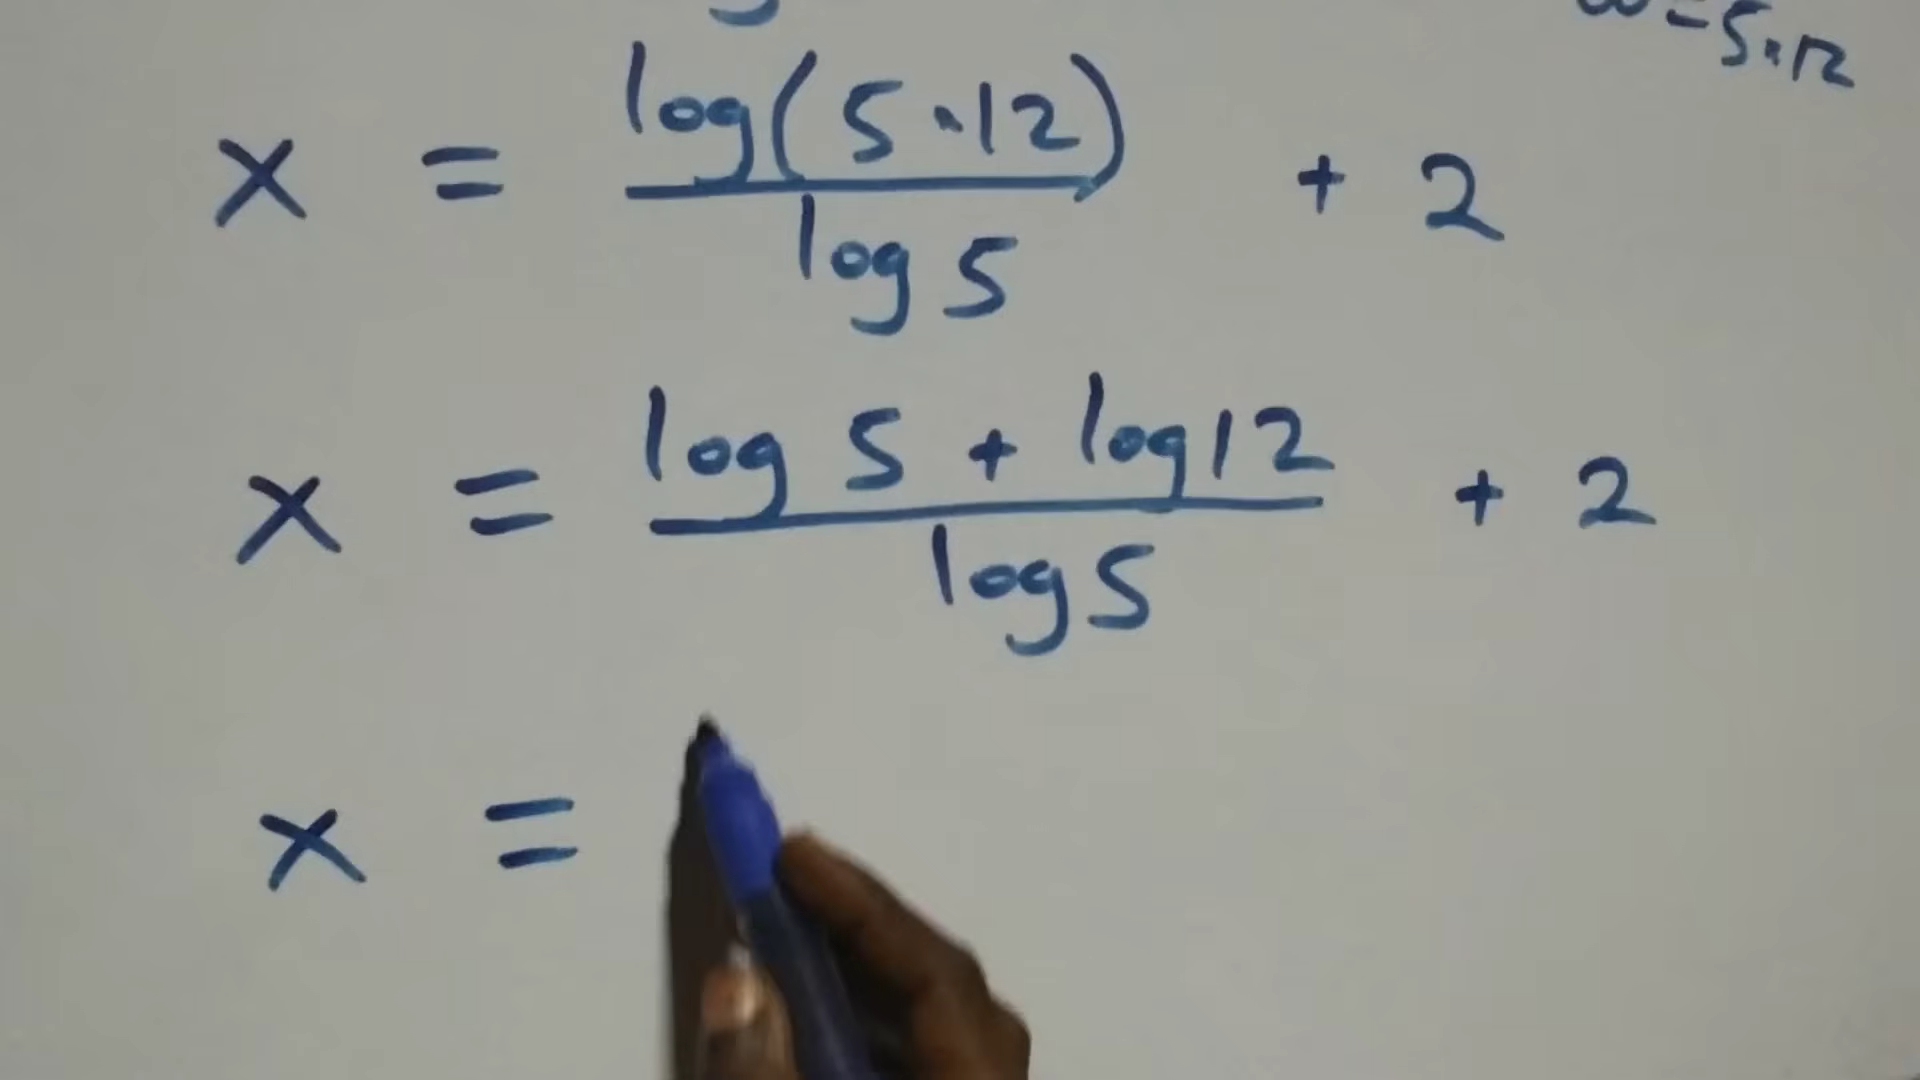 = 5·12
x = log(5·12) / log 5 + 2
x = log 5 + log 12 / log 5 + 2
x =